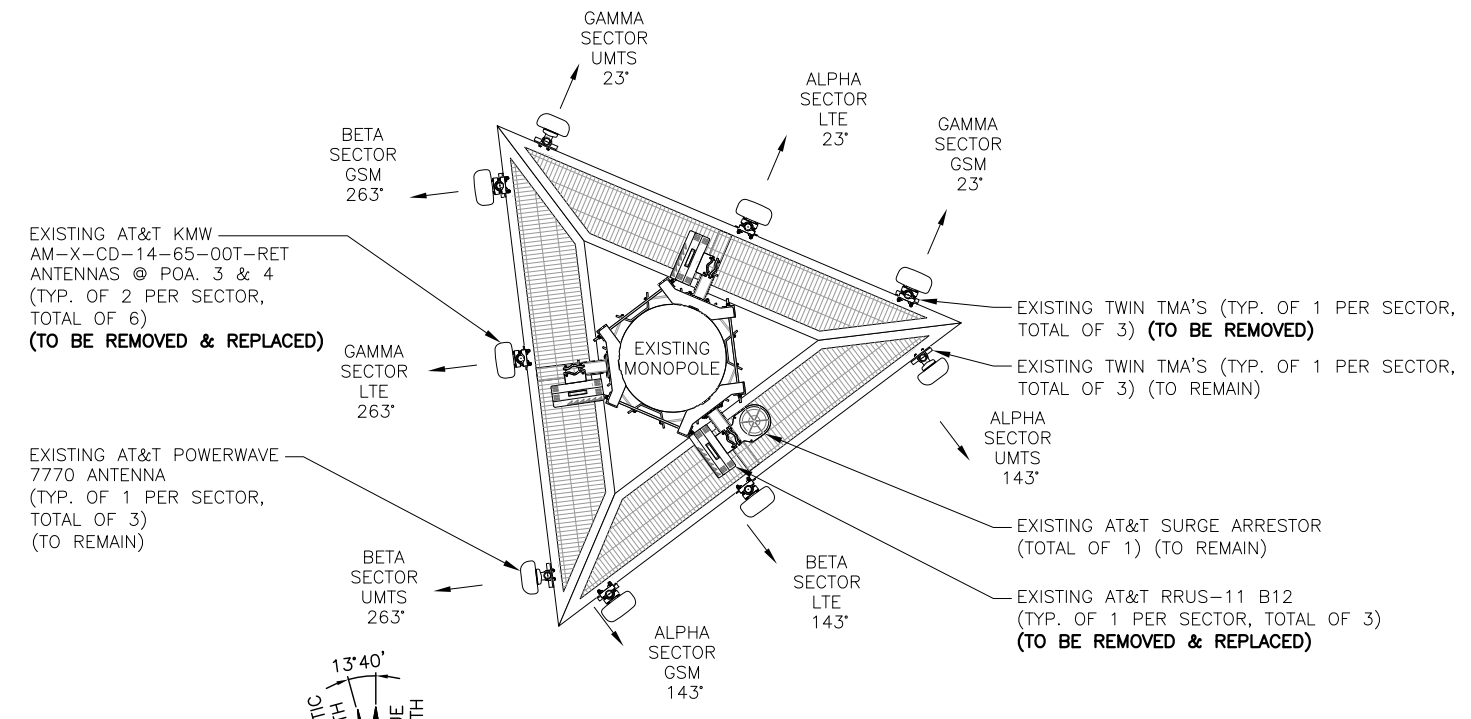 GAMMA
SECTOR
UMTS
23°
ALPHA
SECTOR
LTE
23°
GAMMA
SECTOR
GSM
23°
BETA
SECTOR
GSM
263°
EXISTING AT&T KMW
AM-X-CD-14-65-00T-RET
ANTENNAS @ POA. 3 & 4
(TYP. OF 2 PER SECTOR,
TOTAL OF 6)
(TO BE REMOVED & REPLACED)
EXISTING TWIN TMA'S (TYP. OF 1 PER SECTOR,
TOTAL OF 3) (TO BE REMOVED)
EXISTING
MONOPOLE
GAMMA
SECTOR
LTE
263°
EXISTING TWIN TMA'S (TYP. OF 1 PER SECTOR,
TOTAL OF 3) (TO REMAIN)
ALPHA
SECTOR
UMTS
143°
EXISTING AT&T POWERWAVE
7770 ANTENNA
(TYP. OF 1 PER SECTOR,
TOTAL OF 3)
(TO REMAIN)
EXISTING AT&T SURGE ARRESTOR
(TOTAL OF 1) (TO REMAIN)
BETA
SECTOR
UMTS
263°
BETA
SECTOR
LTE
143°
EXISTING AT&T RRUS-11 B12
(TYP. OF 1 PER SECTOR, TOTAL OF 3)
(TO BE REMOVED & REPLACED)
ALPHA
SECTOR
GSM
143°
13°40'